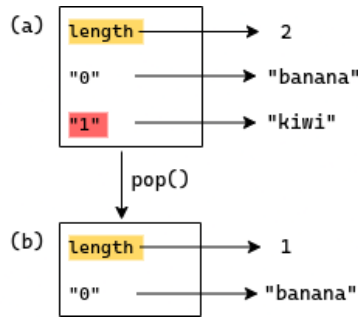 (a) length 2
"0" "banana"
"1" "kiwi"
pop()
(b) length 1
"0" "banana"